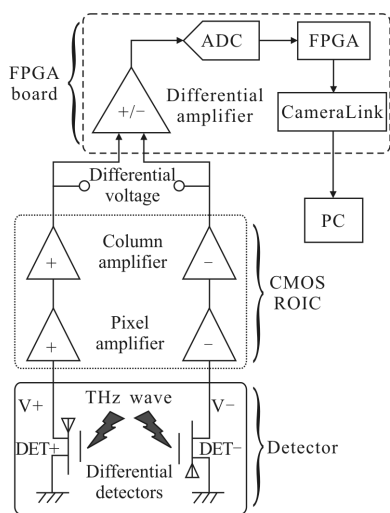 ADC
FPGA
FPGA
board
+/−
Differential
amplifier
CameraLink
Differential
voltage
PC
Column
amplifier
+
−
CMOS
ROIC
Pixel
amplifier
+
−
V+
THz wave
V−
DET+
DET−
Detector
Differential
detectors